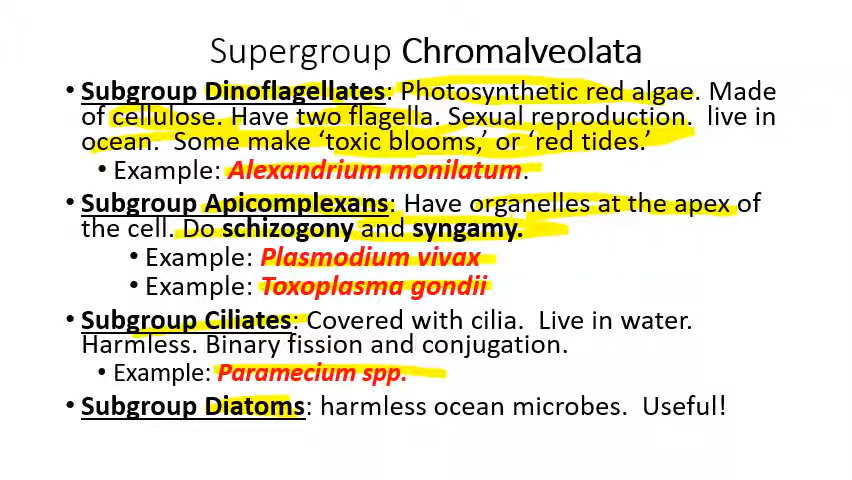 Supergroup Chromalveolata
• Subgroup Dinoflagellates: Photosynthetic red algae. Made
of cellulose. Have two flagella. Sexual reproduction. live in
ocean. Some make ‘toxic blooms,’ or ‘red tides.’
• Example: Alexandrium monilatum.
• Subgroup Apicomplexans: Have organelles at the apex of
the cell. Do schizogony and syngamy.
• Example: Plasmodium vivax
• Example: Toxoplasma gondii
• Subgroup Ciliates: Covered with cilia. Live in water.
Harmless. Binary fission and conjugation.
• Example: Paramecium spp.
• Subgroup Diatoms: harmless ocean microbes. Useful!